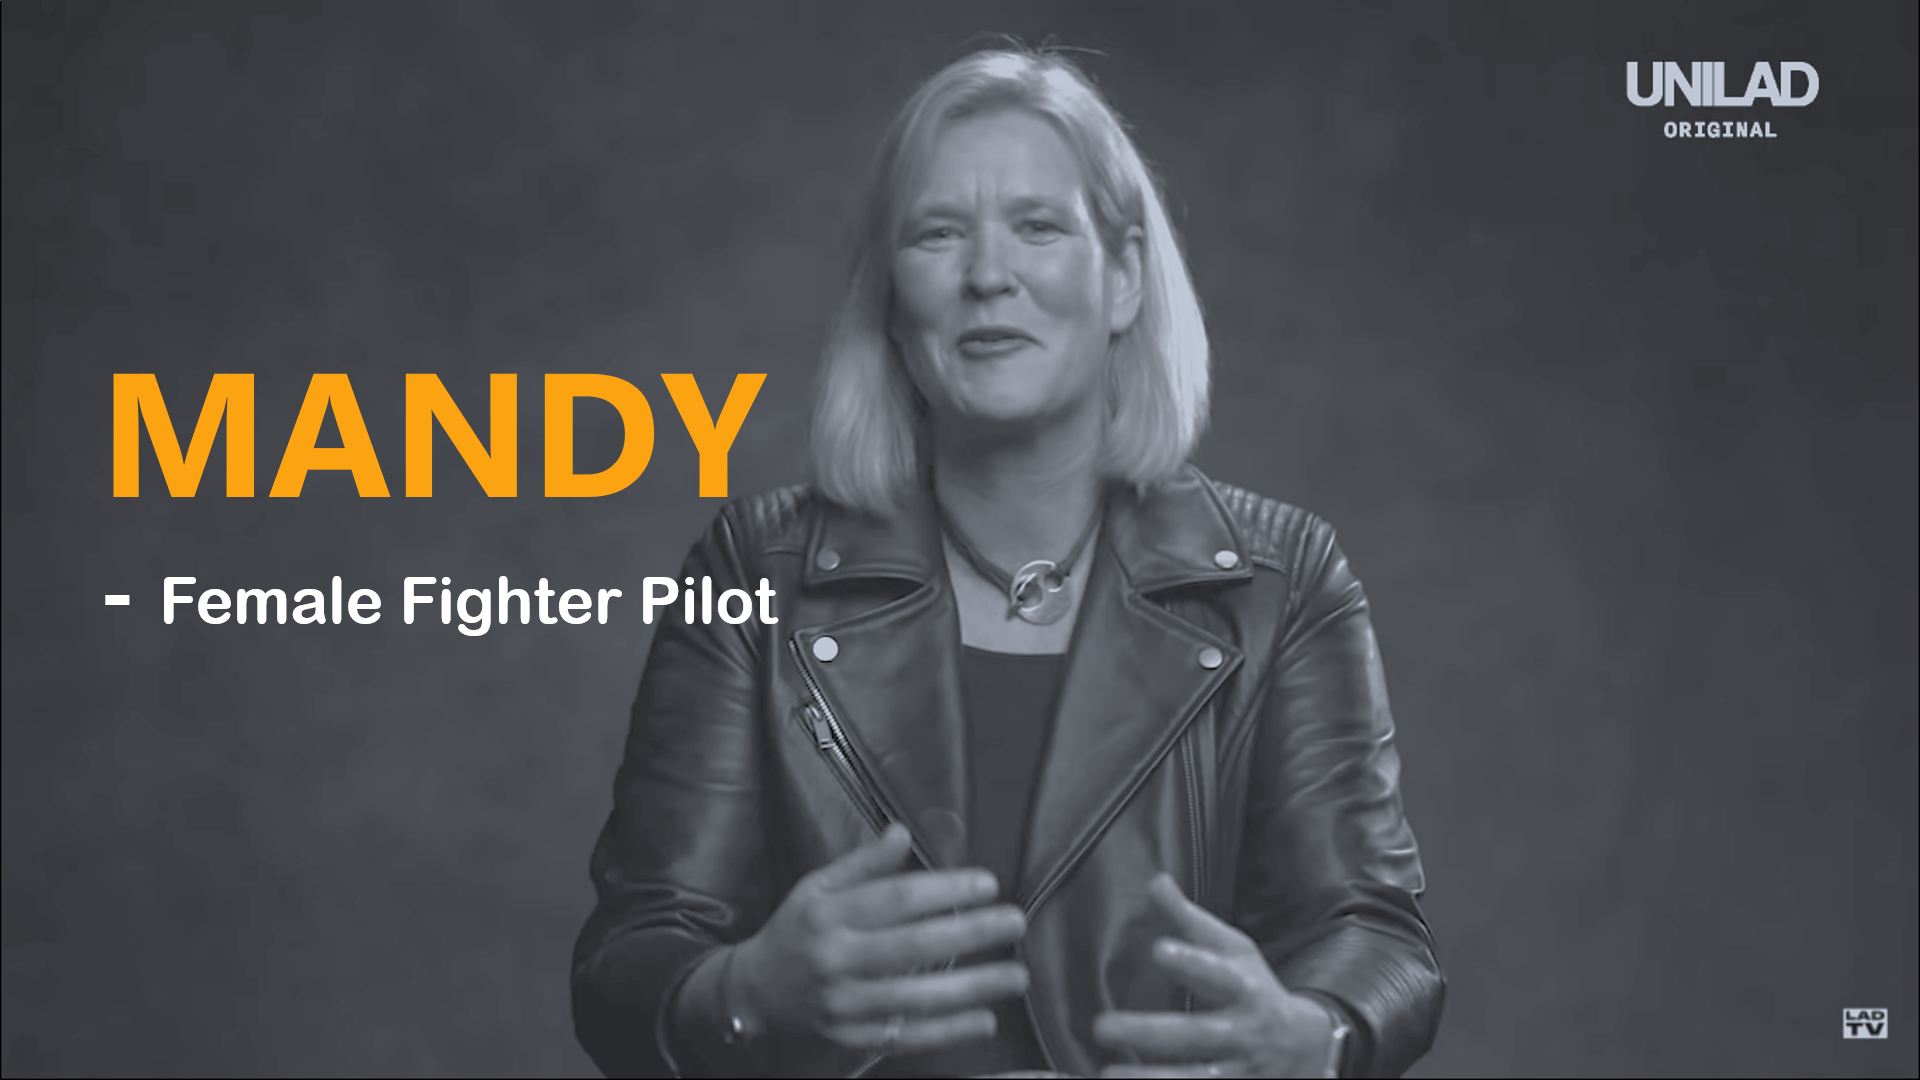 UNILAD
ORIGINAL
MANDY
- Female Fighter Pilot
LAD
TV